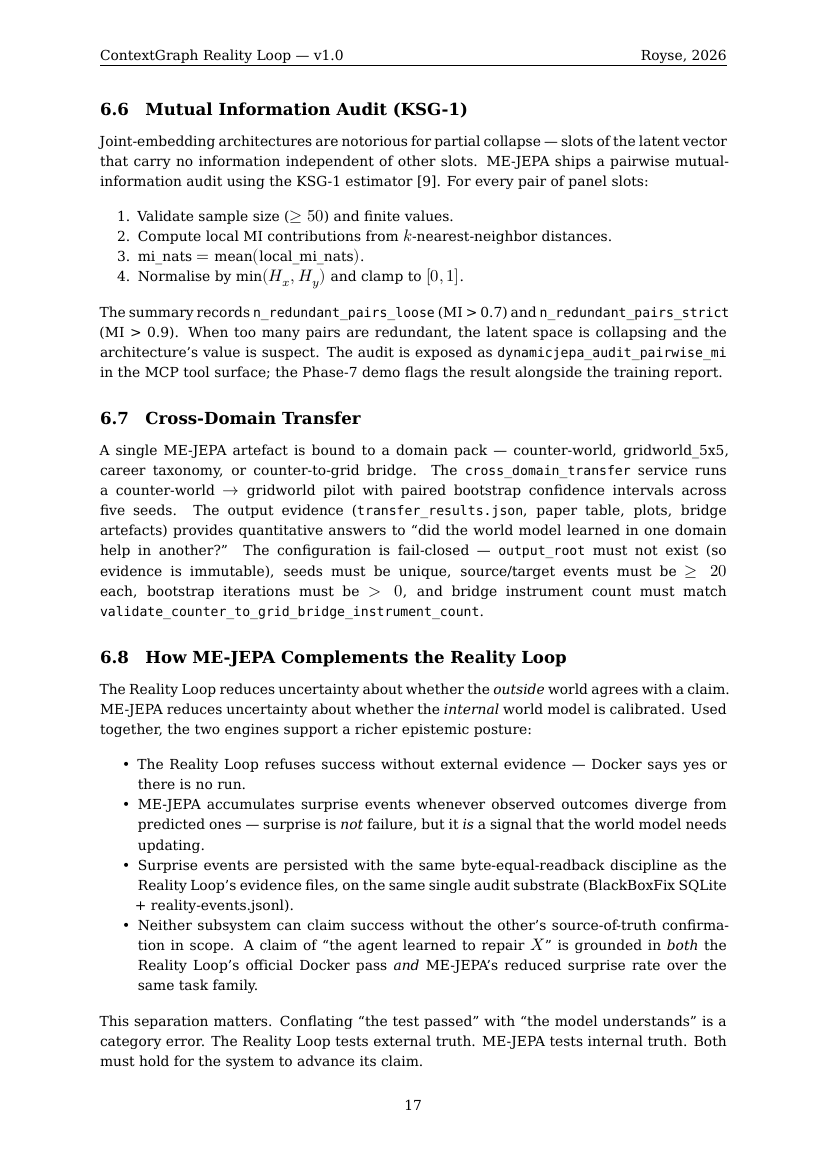 ContextGraph Reality Loop — v1.0 Royse, 2026
6.6 Mutual Information Audit (KSG-1)
Joint-embedding architectures are notorious for partial collapse — slots of the latent vector
that carry no information independent of other slots. ME-JEPA ships a pairwise mutual-
information audit using the KSG-1 estimator [9]. For every pair of panel slots:
1. Validate sample size (≥ 50) and finite values.
2. Compute local MI contributions from k-nearest-neighbor distances.
3. mi_nats = mean(local_mi_nats).
4. Normalise by min(H_x, H_y) and clamp to [0, 1].
The summary records n_redundant_pairs_loose (MI > 0.7) and n_redundant_pairs_strict
(MI > 0.9). When too many pairs are redundant, the latent space is collapsing and the
architecture’s value is suspect. The audit is exposed as dynamicjepa_audit_pairwise_mi
in the MCP tool surface; the Phase-7 demo flags the result alongside the training report.
6.7 Cross-Domain Transfer
A single ME-JEPA artefact is bound to a domain pack — counter-world, gridworld_5x5,
career taxonomy, or counter-to-grid bridge. The cross_domain_transfer service runs
a counter-world → gridworld pilot with paired bootstrap confidence intervals across
five seeds. The output evidence (transfer_results.json, paper table, plots, bridge
artefacts) provides quantitative answers to “did the world model learned in one domain
help in another?” The configuration is fail-closed — output_root must not exist (so
evidence is immutable), seeds must be unique, source/target events must be ≥ 20
each, bootstrap iterations must be > 0, and bridge instrument count must match
validate_counter_to_grid_bridge_instrument_count.
6.8 How ME-JEPA Complements the Reality Loop
The Reality Loop reduces uncertainty about whether the outside world agrees with a claim.
ME-JEPA reduces uncertainty about whether the internal world model is calibrated. Used
together, the two engines support a richer epistemic posture:
• The Reality Loop refuses success without external evidence — Docker says yes or
there is no run.
• ME-JEPA accumulates surprise events whenever observed outcomes diverge from
predicted ones — surprise is not failure, but it is a signal that the world model needs
updating.
• Surprise events are persisted with the same byte-equal-readback discipline as the
Reality Loop’s evidence files, on the same single audit substrate (BlackBoxFix SQLite
+ reality-events.jsonl).
• Neither subsystem can claim success without the other’s source-of-truth confirma-
tion in scope. A claim of “the agent learned to repair X” is grounded in both the
Reality Loop’s official Docker pass and ME-JEPA’s reduced surprise rate over the
same task family.
This separation matters. Conflating “the test passed” with “the model understands” is a
category error. The Reality Loop tests external truth. ME-JEPA tests internal truth. Both
must hold for the system to advance its claim.
17